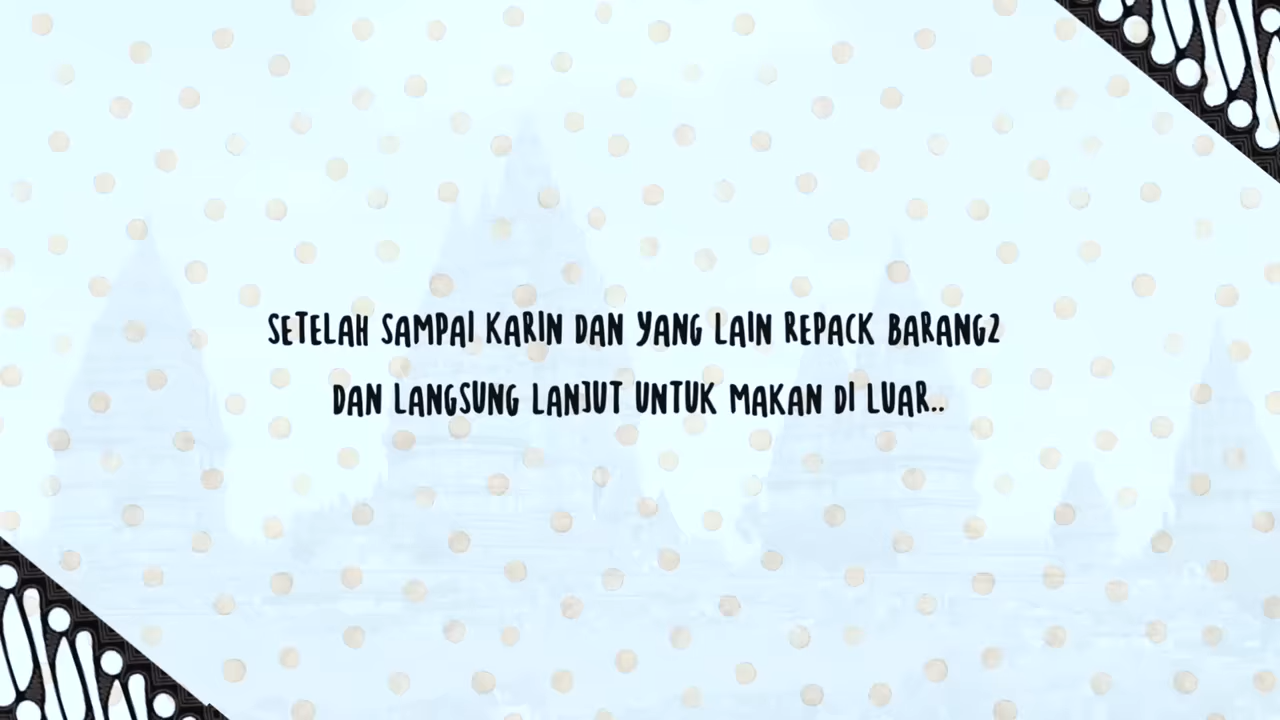 SETELAH SAMPAI KARIN DAN YANG LAIN REPACK BARANG2
DAN LANGSUNG LANJUT UNTUK MAKAN DI LUAR..